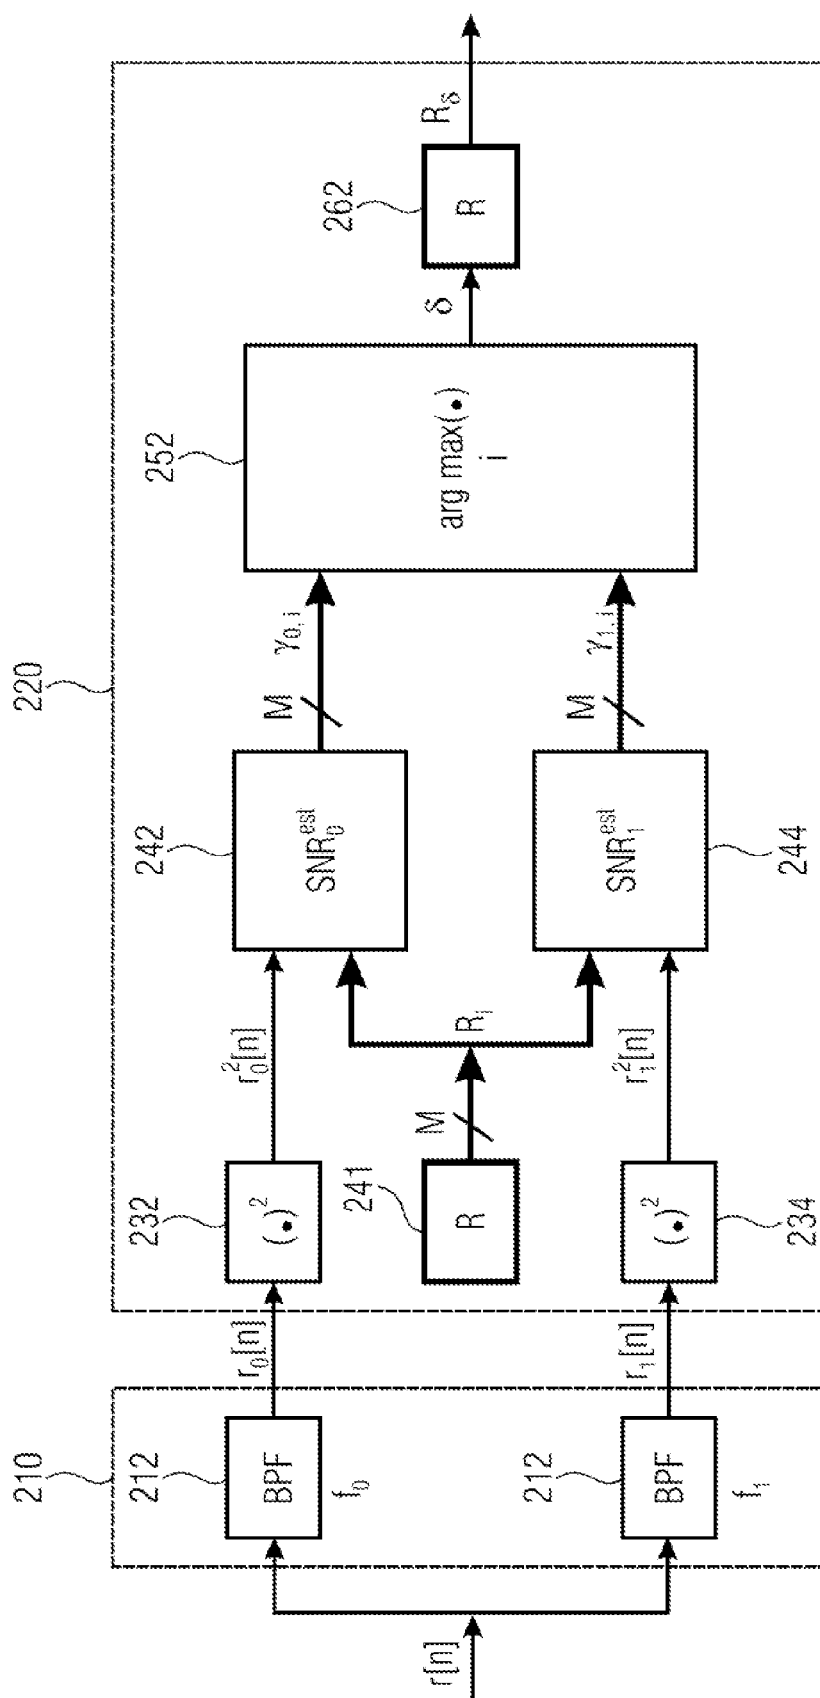 r[n]
210
212
BPF
f₀
212
BPF
f₁
r₀[n]
r₁[n]
220
232
(•)²
241
R
234
(•)²
r₀²[n]
M
Rᵢ
r₁²[n]
242
SNR₀ᵉˢᵗ
244
SNR₁ᵉˢᵗ
M
γ₀,ᵢ
M
γ₁,ᵢ
252
arg max(•)
i
δ
262
R
R_δ